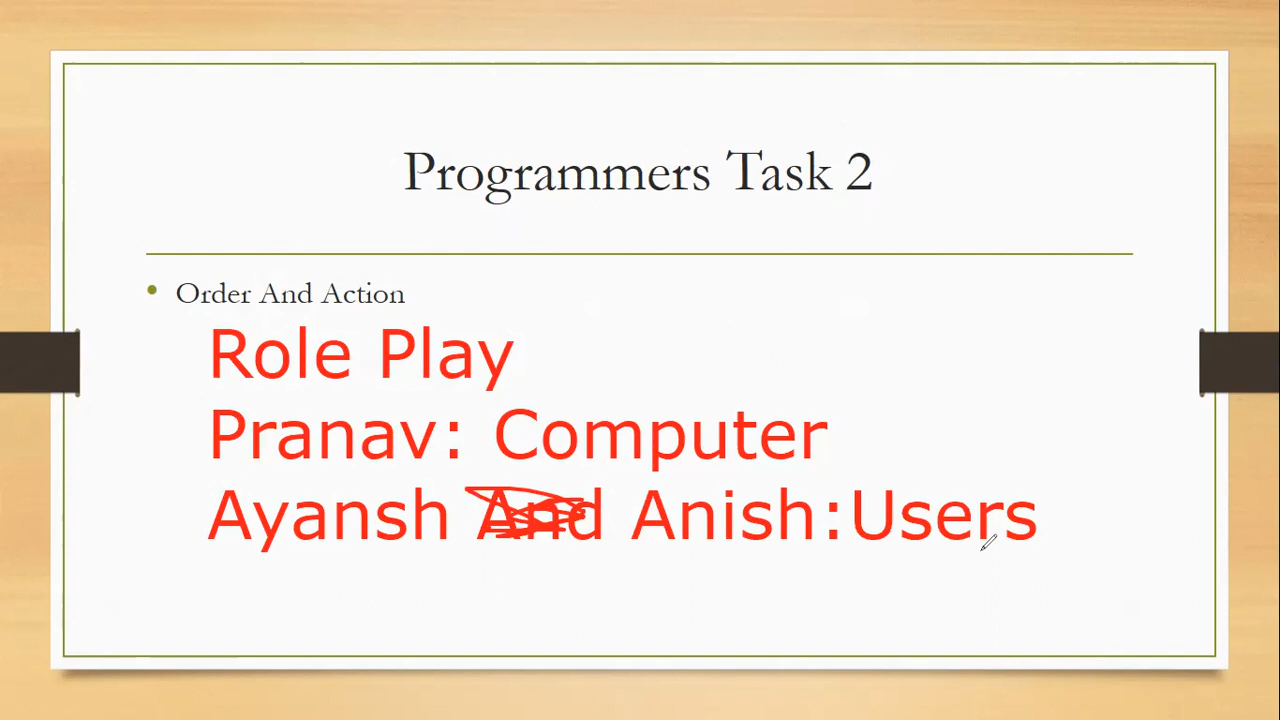 Programmers Task 2
• Order And Action
Role Play
Pranav: Computer
Ayansh And Anish:Users